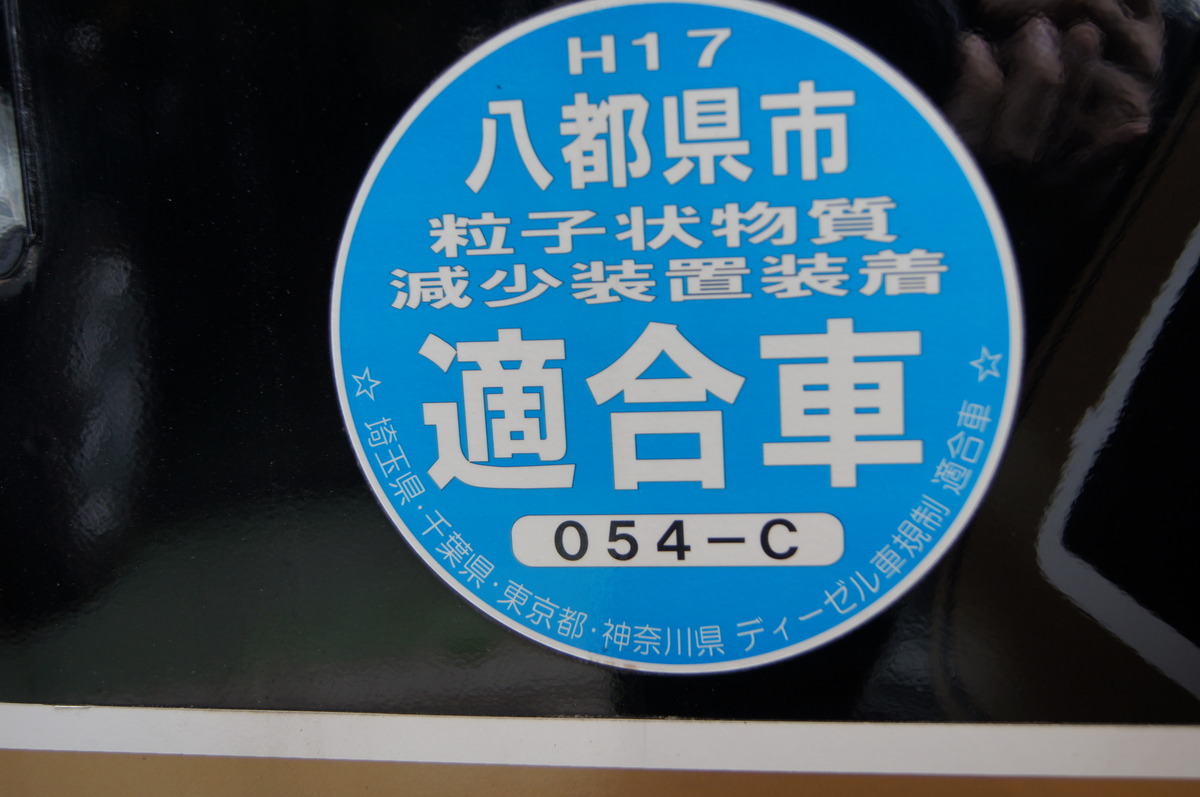 H17
八都県市
粒子状物質
減少装置装着
適合車
054-C
☆ 埼玉県・千葉県・東京都・神奈川県 ディーゼル車規制 適合車 ☆